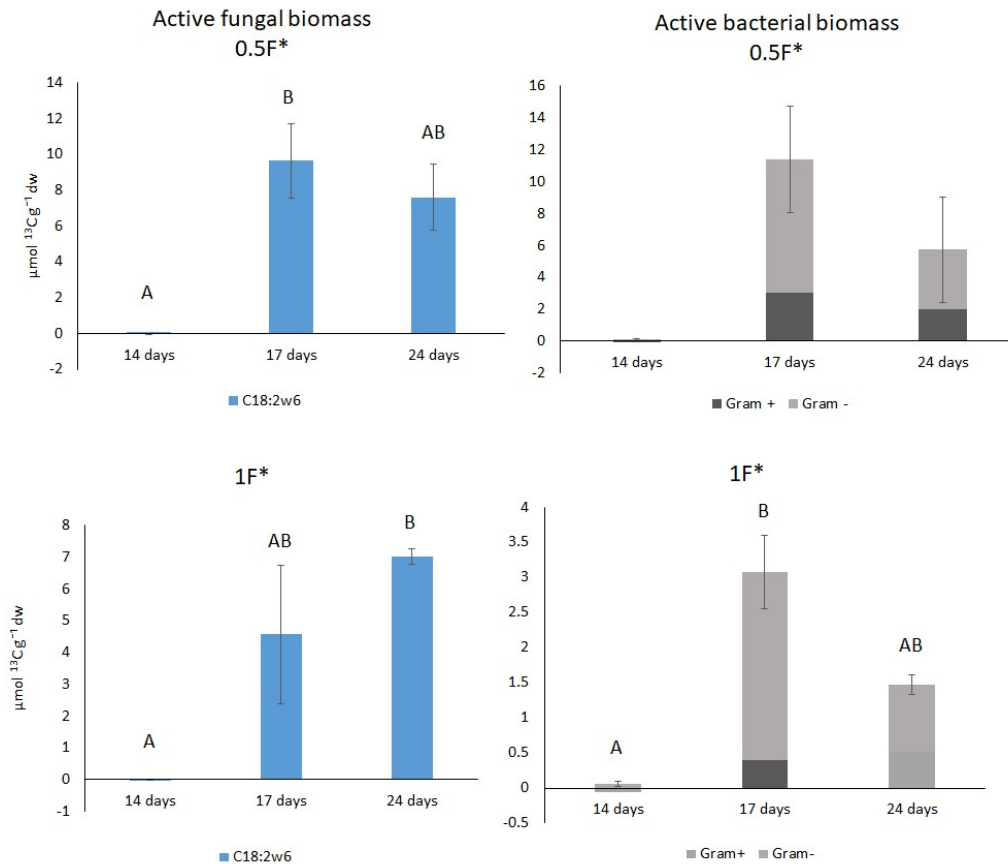 Active fungal biomass
0.5F*
14
12
10
8
6
4
2
0
-2
µmol ¹³Cg⁻¹ dw
A
B
AB
14 days
17 days
24 days
C18:2w6
Active bacterial biomass
0.5F*
16
14
12
10
8
6
4
2
0
-2
14 days
17 days
24 days
Gram + Gram -
1F*
8
7
6
5
4
3
2
1
0
-1
µmol ¹³Cg⁻¹ dw
A
AB
B
14 days
17 days
24 days
C18:2w6
1F*
4
3.5
3
2.5
2
1.5
1
0.5
0
-0.5
A
B
AB
14 days
17 days
24 days
Gram+ Gram-